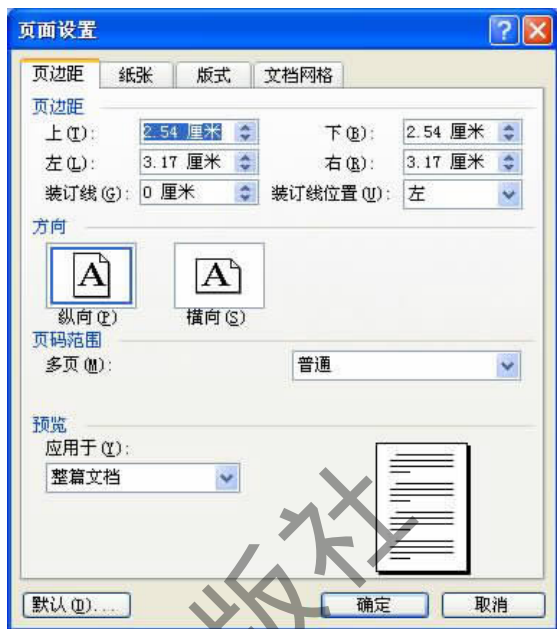 页面设置
页边距 纸张 版式 文档网格
页边距
上(T): 2.54 厘米 下(B): 2.54 厘米
左(L): 3.17 厘米 右(R): 3.17 厘米
装订线(G): 0 厘米 装订线位置(U): 左
方向
A A
纵向(P) 横向(S)
页码范围
多页(M): 普通
预览
应用于(Y):
整篇文档
版社
默认(D)... 确定 取消